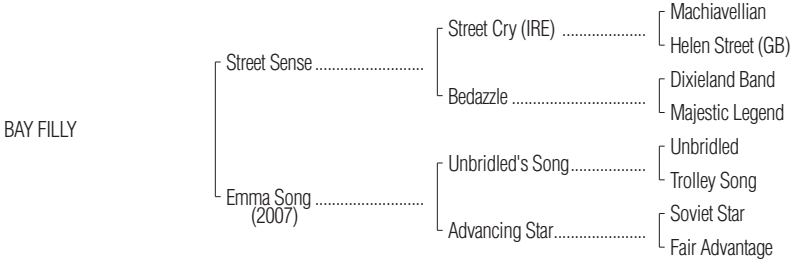 Machiavellian
Street Cry (IRE) ....................
Helen Street (GB)
Street Sense ..........................
Dixieland Band
Bedazzle ................................
Majestic Legend
BAY FILLY
Unbridled
Unbridled's Song..................
Trolley Song
Emma Song ..........................
(2007)
Soviet Star
Advancing Star......................
Fair Advantage